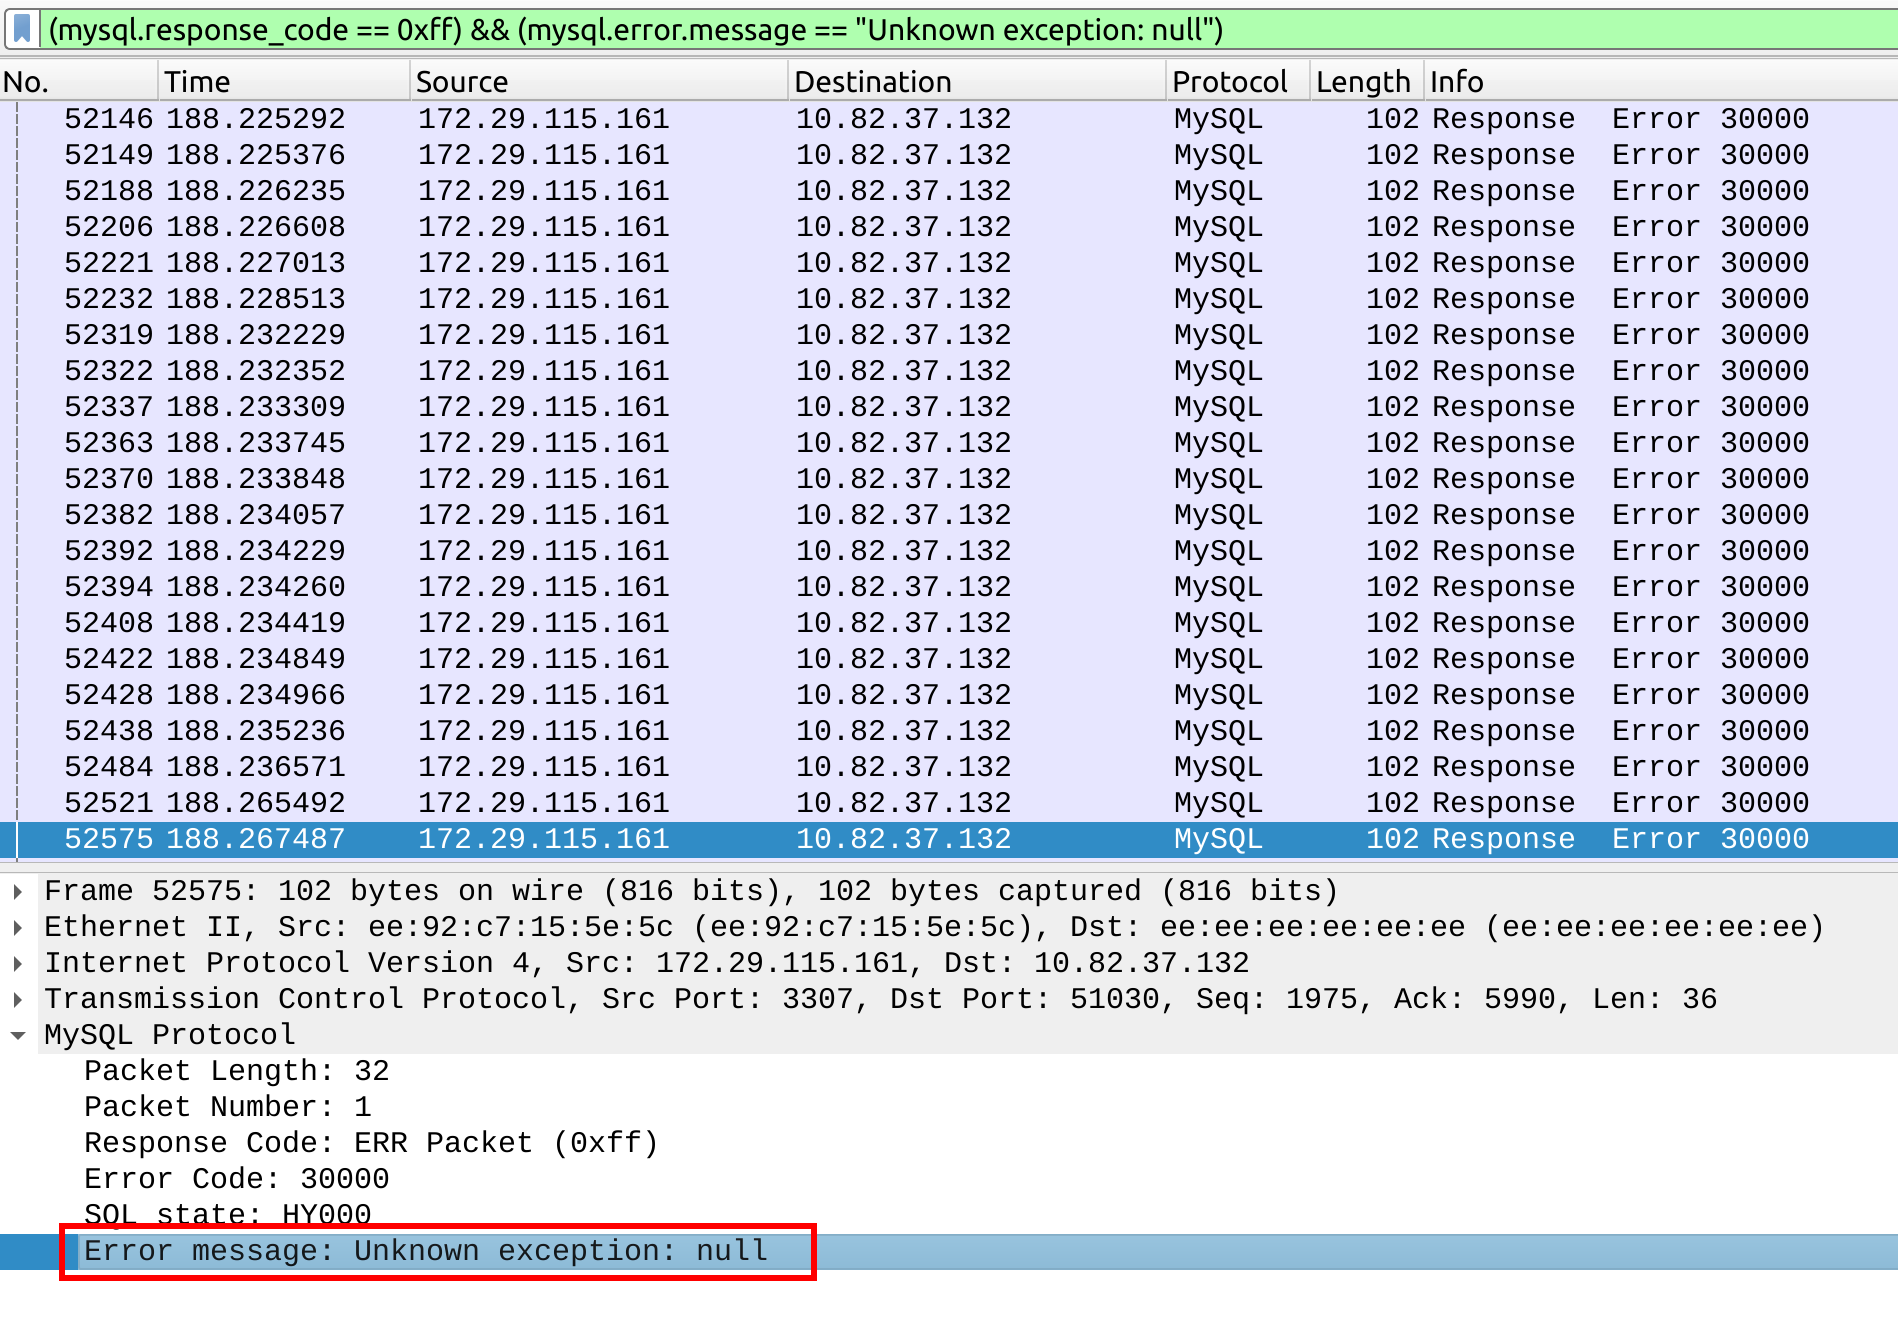 (mysql.response_code == 0xff) && (mysql.error.message == "Unknown exception: null")
No. Time Source Destination Protocol Length Info
52146 188.225292 172.29.115.161 10.82.37.132 MySQL 102 Response Error 30000
52149 188.225376 172.29.115.161 10.82.37.132 MySQL 102 Response Error 30000
52188 188.226235 172.29.115.161 10.82.37.132 MySQL 102 Response Error 30000
52206 188.226608 172.29.115.161 10.82.37.132 MySQL 102 Response Error 30000
52221 188.227013 172.29.115.161 10.82.37.132 MySQL 102 Response Error 30000
52232 188.228513 172.29.115.161 10.82.37.132 MySQL 102 Response Error 30000
52319 188.232229 172.29.115.161 10.82.37.132 MySQL 102 Response Error 30000
52322 188.232352 172.29.115.161 10.82.37.132 MySQL 102 Response Error 30000
52337 188.233309 172.29.115.161 10.82.37.132 MySQL 102 Response Error 30000
52363 188.233745 172.29.115.161 10.82.37.132 MySQL 102 Response Error 30000
52370 188.233848 172.29.115.161 10.82.37.132 MySQL 102 Response Error 30000
52382 188.234057 172.29.115.161 10.82.37.132 MySQL 102 Response Error 30000
52392 188.234229 172.29.115.161 10.82.37.132 MySQL 102 Response Error 30000
52394 188.234260 172.29.115.161 10.82.37.132 MySQL 102 Response Error 30000
52408 188.234419 172.29.115.161 10.82.37.132 MySQL 102 Response Error 30000
52422 188.234849 172.29.115.161 10.82.37.132 MySQL 102 Response Error 30000
52428 188.234966 172.29.115.161 10.82.37.132 MySQL 102 Response Error 30000
52438 188.235236 172.29.115.161 10.82.37.132 MySQL 102 Response Error 30000
52484 188.236571 172.29.115.161 10.82.37.132 MySQL 102 Response Error 30000
52521 188.265492 172.29.115.161 10.82.37.132 MySQL 102 Response Error 30000
52575 188.267487 172.29.115.161 10.82.37.132 MySQL 102 Response Error 30000
Frame 52575: 102 bytes on wire (816 bits), 102 bytes captured (816 bits)
Ethernet II, Src: ee:92:c7:15:5e:5c (ee:92:c7:15:5e:5c), Dst: ee:ee:ee:ee:ee:ee (ee:ee:ee:ee:ee:ee)
Internet Protocol Version 4, Src: 172.29.115.161, Dst: 10.82.37.132
Transmission Control Protocol, Src Port: 3307, Dst Port: 51030, Seq: 1975, Ack: 5990, Len: 36
MySQL Protocol
Packet Length: 32
Packet Number: 1
Response Code: ERR Packet (0xff)
Error Code: 30000
SQL state: HY000
Error message: Unknown exception: null